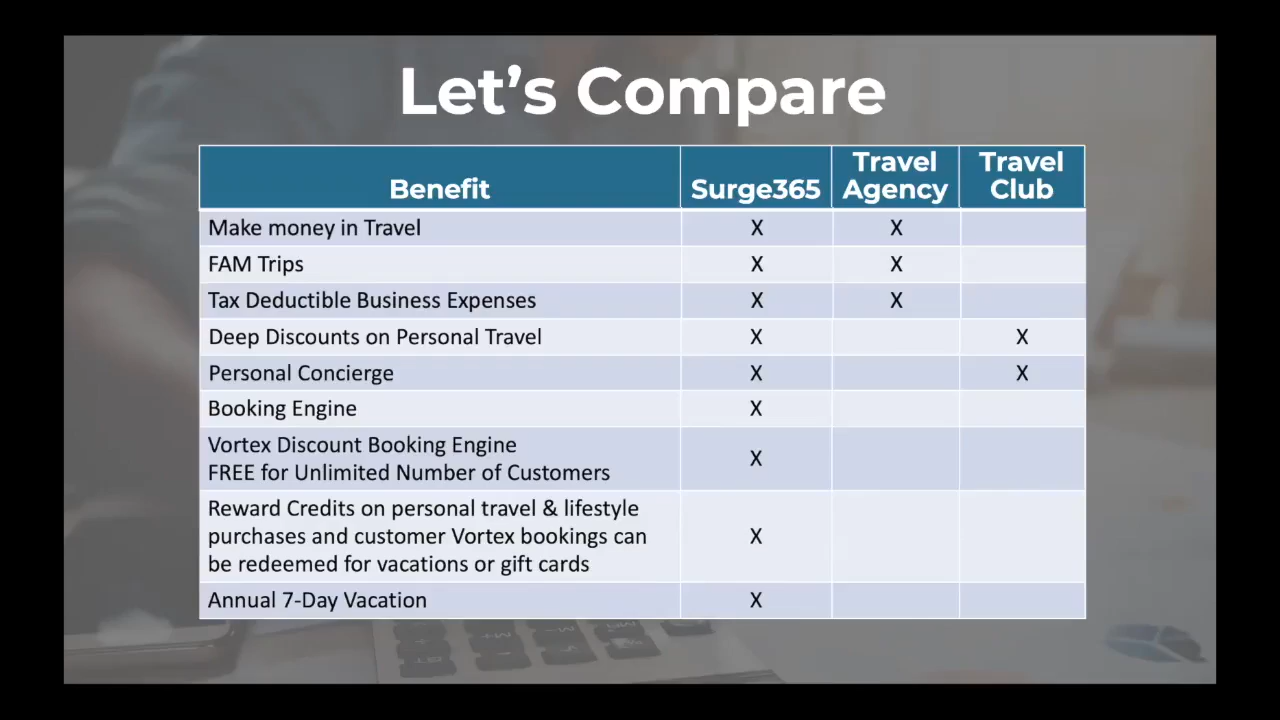 Let's Compare
Benefit Surge365 Travel Agency Travel Club
Make money in Travel X X
FAM Trips X X
Tax Deductible Business Expenses X X
Deep Discounts on Personal Travel X X
Personal Concierge X X
Booking Engine X
Vortex Discount Booking Engine
FREE for Unlimited Number of Customers X
Reward Credits on personal travel & lifestyle
purchases and customer Vortex bookings can X
be redeemed for vacations or gift cards
Annual 7-Day Vacation X